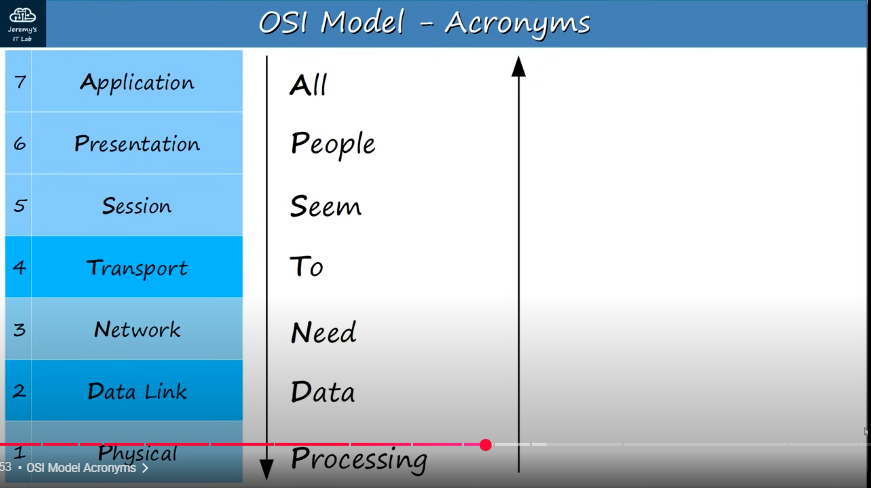 Jeremy's
IT Lab
OSI Model - Acronyms
7 Application All
6 Presentation People
5 Session Seem
4 Transport To
3 Network Need
2 Data Link Data
1 Physical Processing
53 • OSI Model Acronyms >